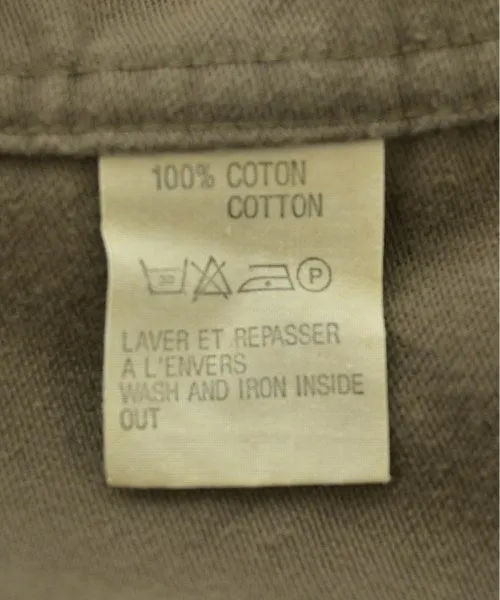 100% COTON
COTTON
30 P
LAVER ET REPASSER
A L'ENVERS
WASH AND IRON INSIDE
OUT